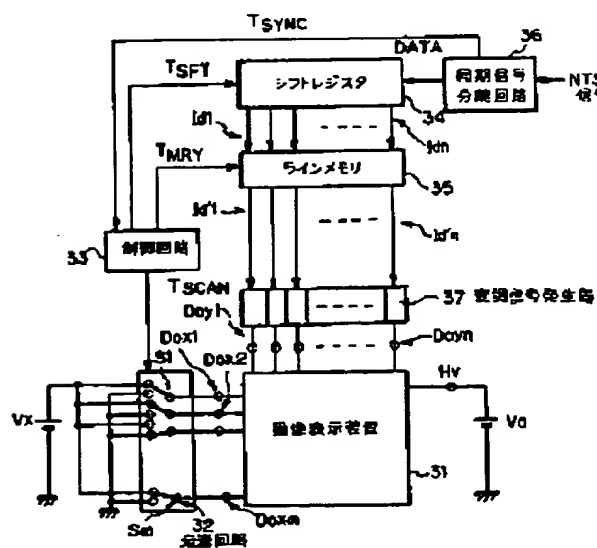 TSYNC
36
DATA
同期信号
分離回路
NTS
信号
TSFT
シフトレジスタ
34
Id1
Idn
TMRY
ラインメモリ
35
Id'1
Id'n
33
制御回路
TSCAN
37 変調信号発生器
Doy1
Doyn
Dox1
S1
Dox2
Hv
Vx
画像表示装置
Va
31
Sm
32
走査回路
Doxm